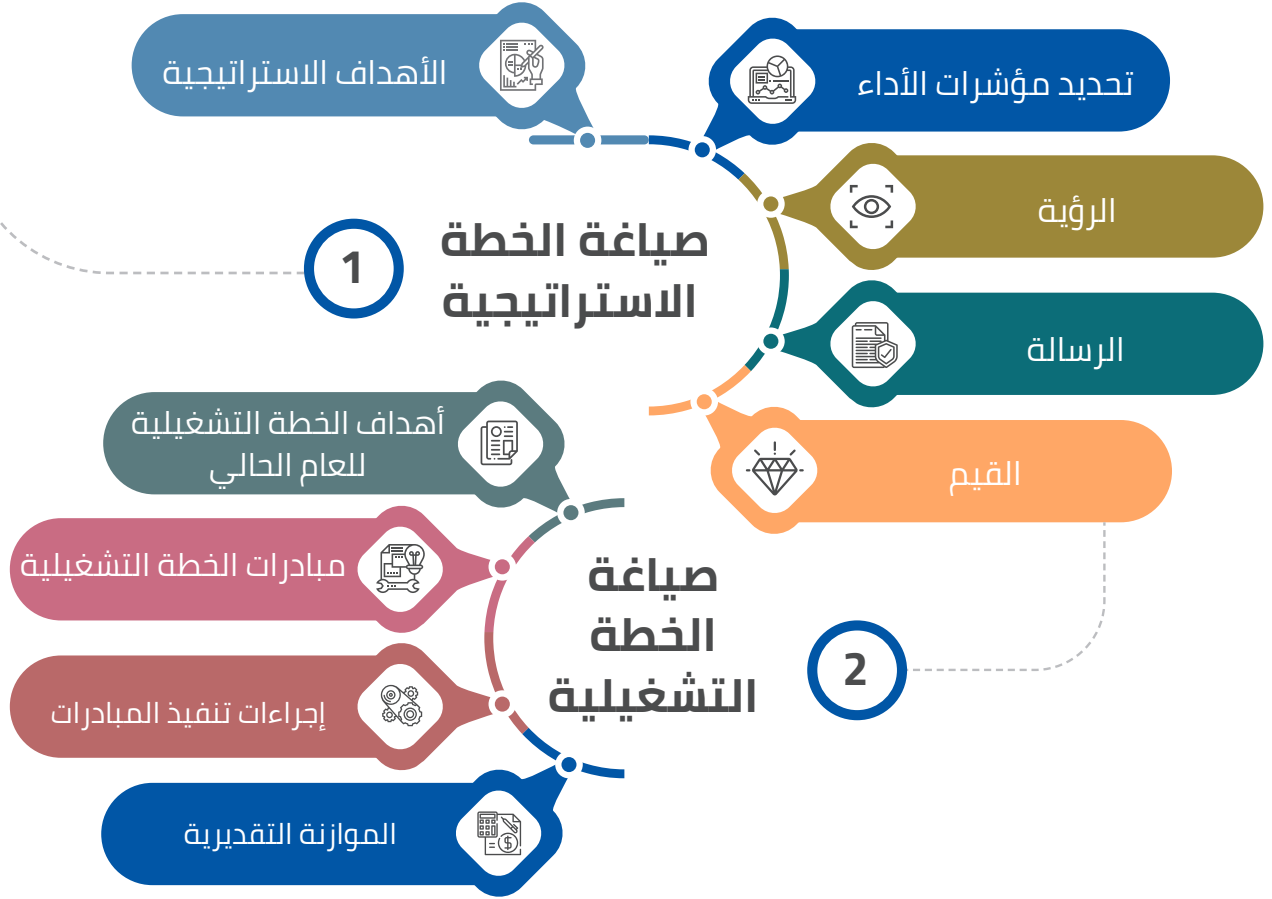 تحديد مؤشرات الأداء
الأهداف الاستراتيجية
الرؤية
صياغة الخطة
الاستراتيجية
1
الرسالة
القيم
أهداف الخطة التشغيلية
للعام الحالي
مبادرات الخطة التشغيلية
صياغة
الخطة
التشغيلية
2
إجراءات تنفيذ المبادرات
الموازنة التقديرية